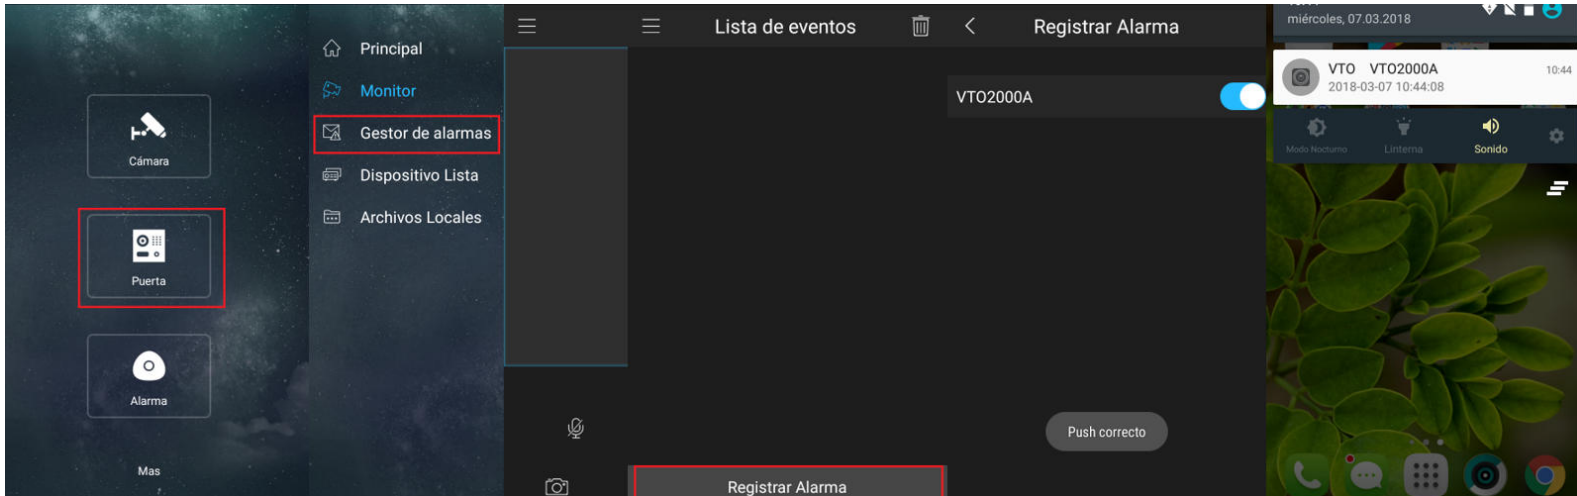 Cámara
Puerta
Alarma
Mas
Principal
Monitor
Gestor de alarmas
Dispositivo Lista
Archivos Locales
Lista de eventos
Registrar Alarma
Registrar Alarma
VTO2000A
Push correcto
miércoles, 07.03.2018
VTO VTO2000A
10:44
2018-03-07 10:44:08
Modo Nocturno
Linterna
Sonido